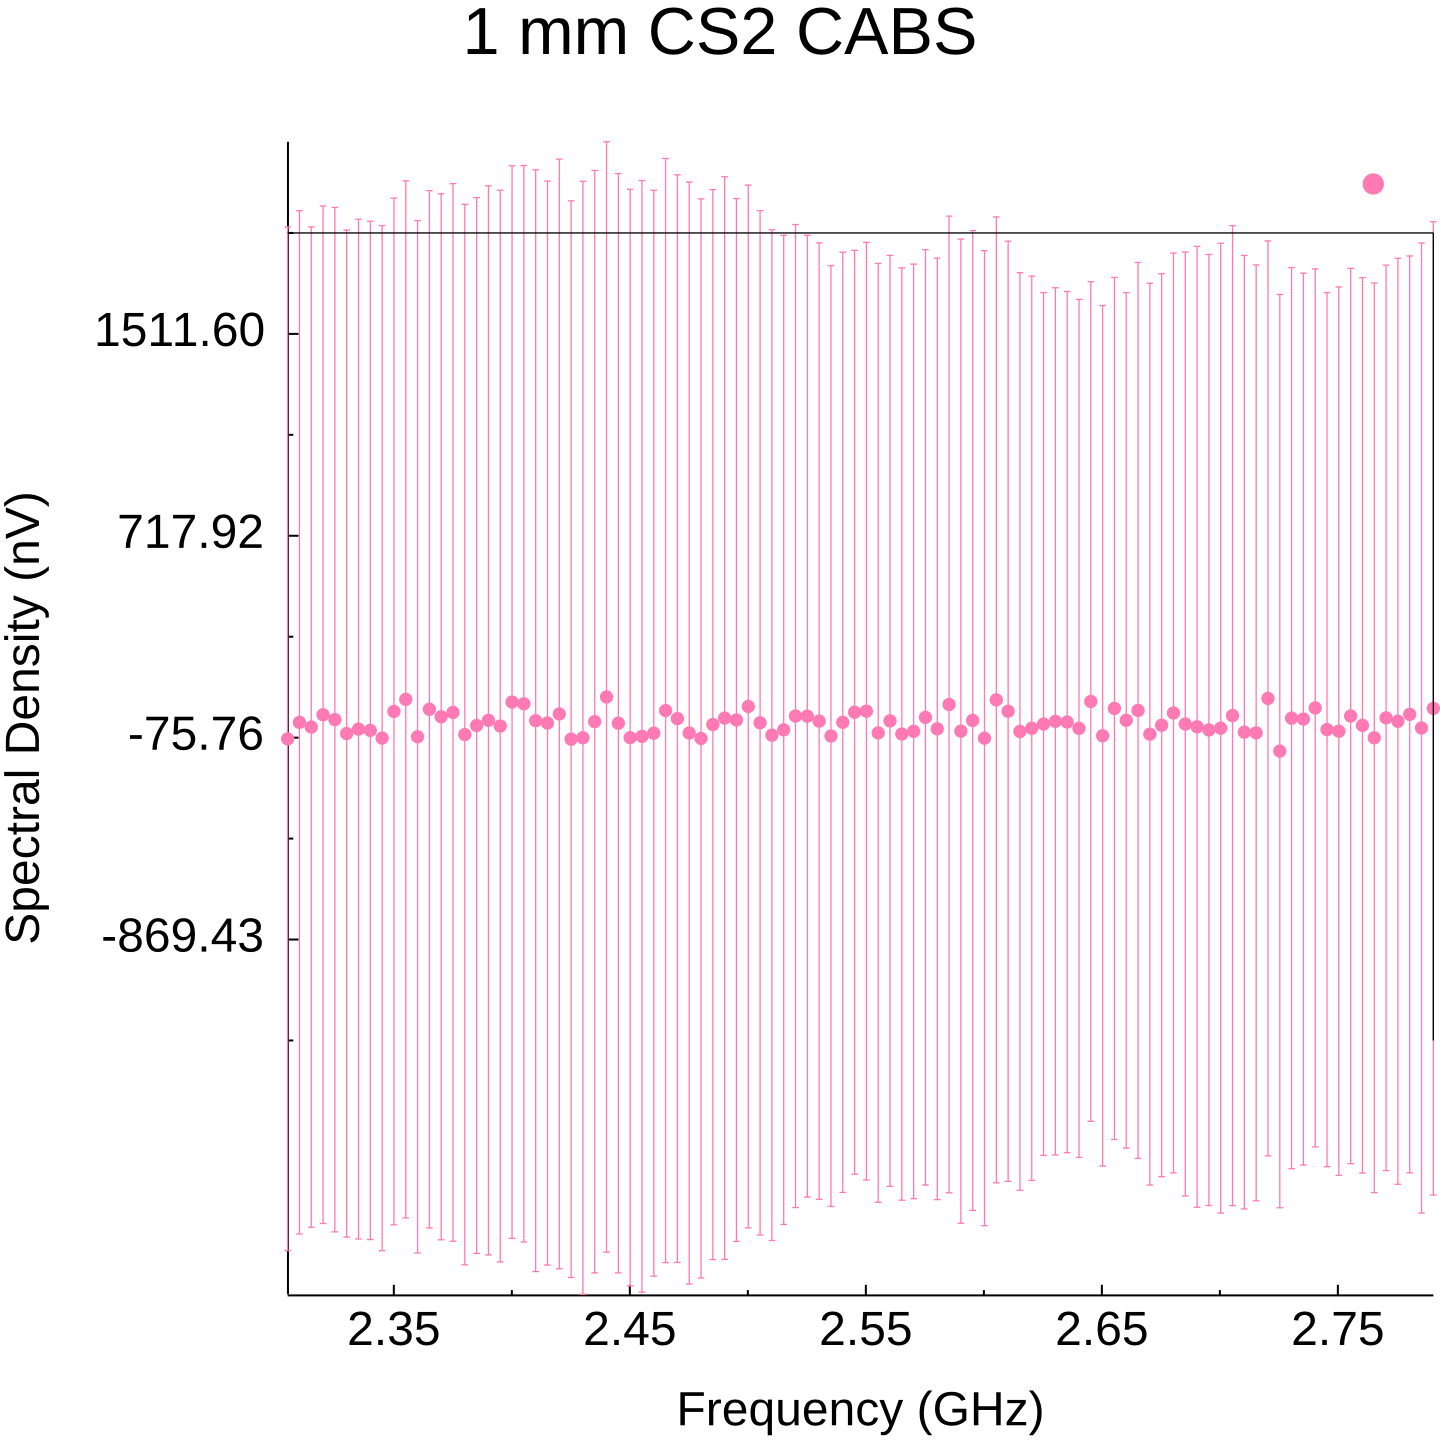 1 mm CS2 CABS
1511.60
717.92
-75.76
-869.43
Spectral Density (nV)
2.35 2.45 2.55 2.65 2.75
Frequency (GHz)